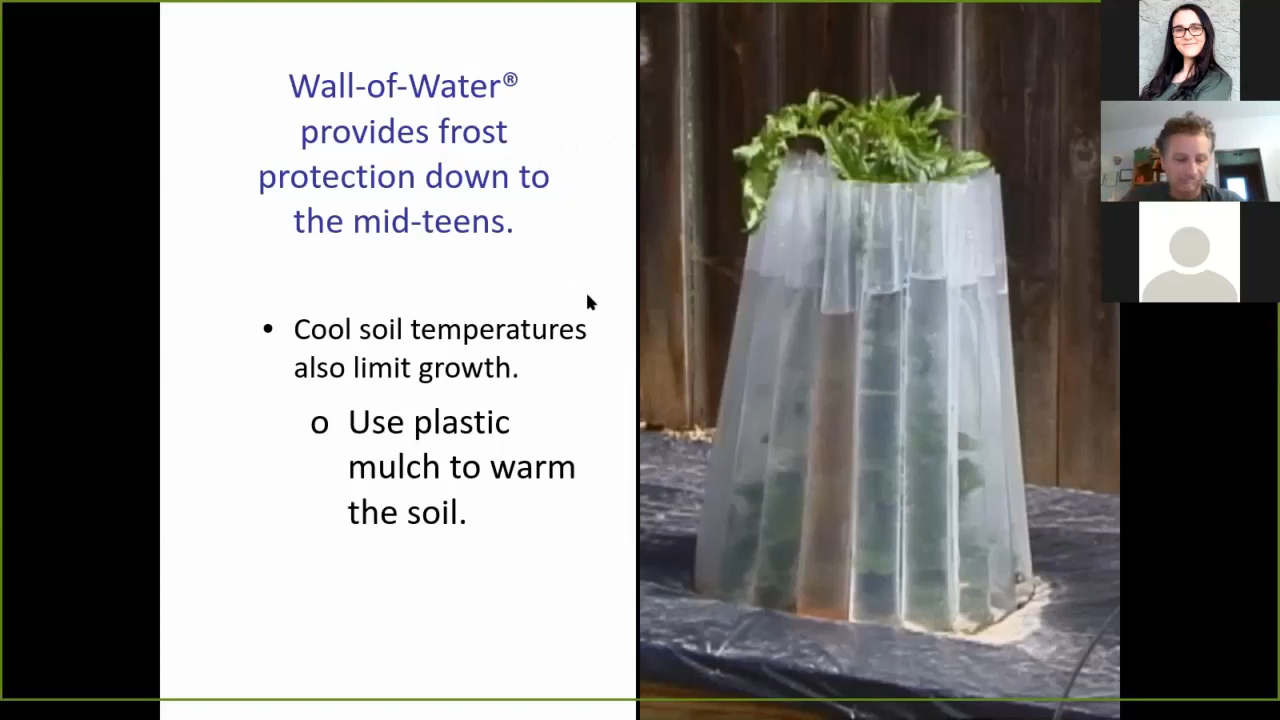 Wall-of-Water®
provides frost
protection down to
the mid-teens.
• Cool soil temperatures
also limit growth.
o Use plastic
mulch to warm
the soil.